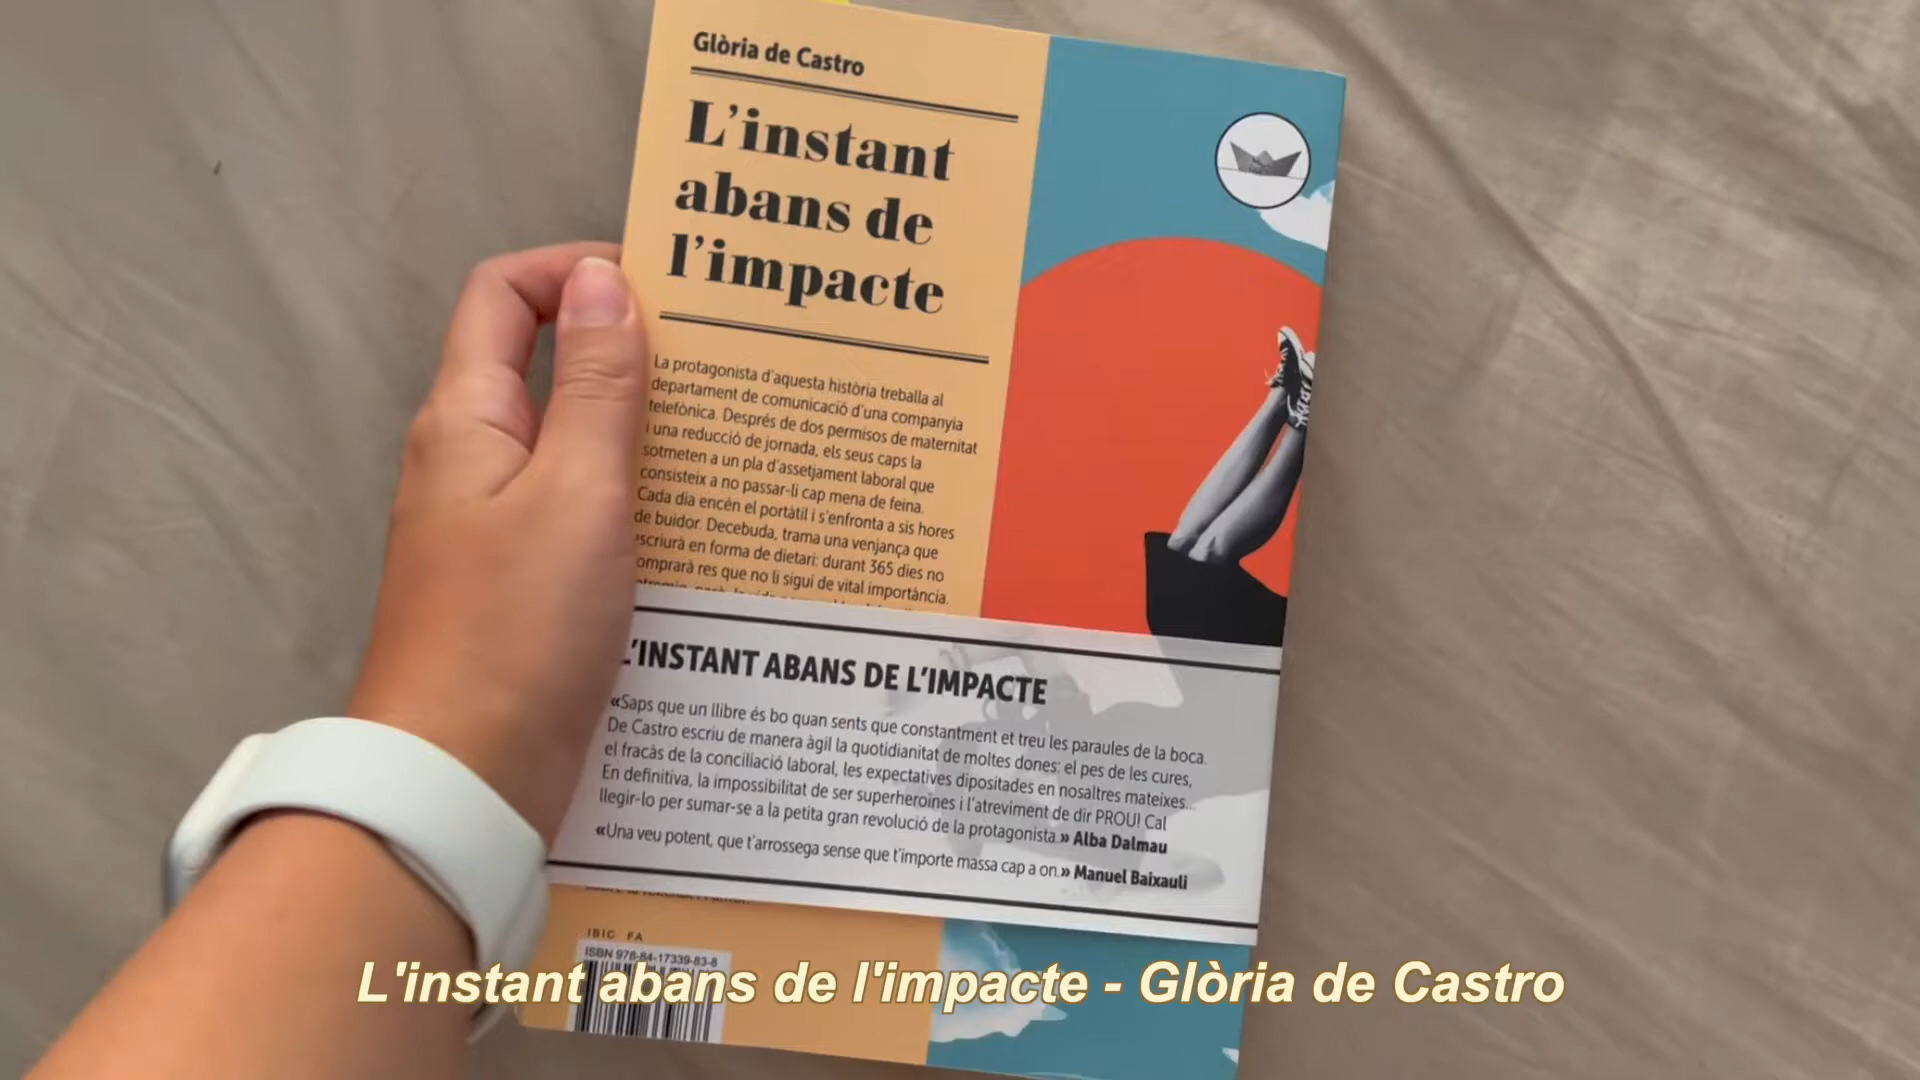 Glòria de Castro
L'instant
abans de
l'impacte
La protagonista d'aquesta història treballa al
departament de comunicació d'una companyia
telefònica. Després de dos permisos de maternitat
i una reducció de jornada, els seus caps la
sotmeten a un pla d'assetjament laboral que
consisteix a no passar-li cap mena de feina.
Cada dia encén el portàtil i s'enfronta a sis hores
de buidor. Decebuda, trama una venjança que
escriurà en forma de dietari: durant 365 dies no
comprarà res que no li sigui de vital importància.
L'INSTANT ABANS DE L'IMPACTE
«Saps que un llibre és bo quan sents que constantment et treu les paraules de la boca.
De Castro escriu de manera àgil la quotidianitat de moltes dones: el pes de les cures,
el fracàs de la conciliació laboral, les expectatives dipositades en nosaltres mateixes...
En definitiva, la impossibilitat de ser superheroïnes i l'atreviment de dir PROU! Cal
llegir-lo per sumar-se a la petita gran revolució de la protagonista.» Alba Dalmau
«Una veu potent, que t'arrossega sense que t'importe massa cap a on.» Manuel Baixauli
IBIC FA
ISBN 978-84-17339-83-8
L'instant abans de l'impacte - Glòria de Castro